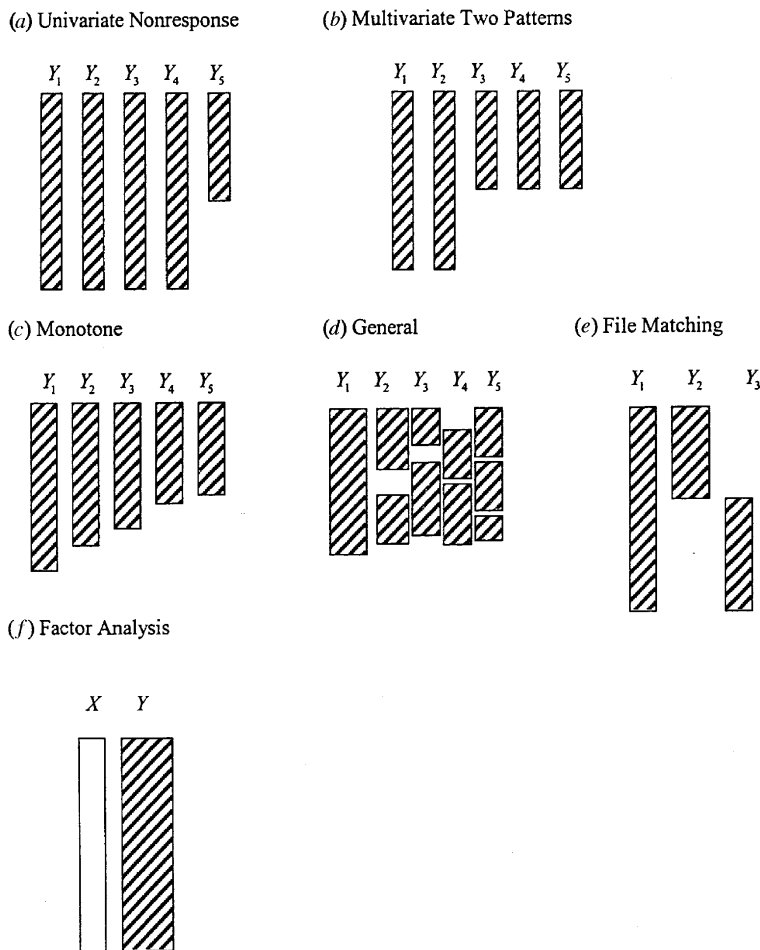 (a) Univariate Nonresponse
(b) Multivariate Two Patterns
Y1 Y2 Y3 Y4 Y5
Y1 Y2 Y3 Y4 Y5
(c) Monotone
(d) General
(e) File Matching
Y1 Y2 Y3 Y4 Y5
Y1 Y2 Y3 Y4 Y5
Y1 Y2 Y3
(f) Factor Analysis
X Y